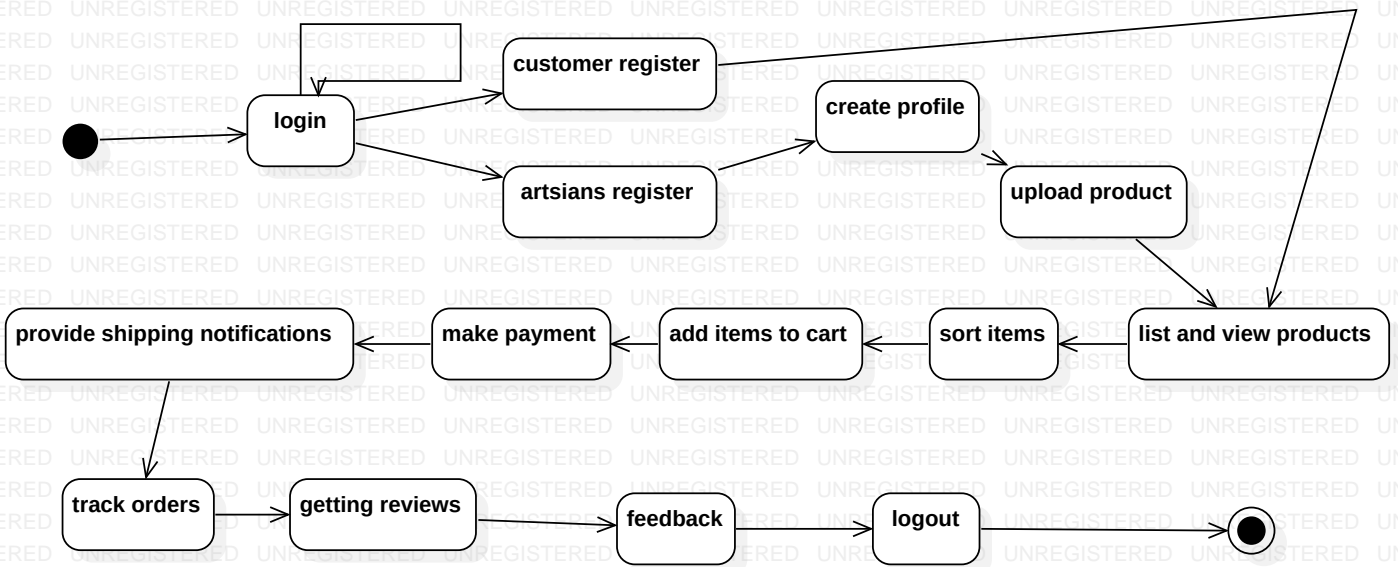 customer register
create profile
login
artsians register
upload product
provide shipping notifications
make payment
add items to cart
sort items
list and view products
track orders
getting reviews
feedback
logout
UNREGISTERED